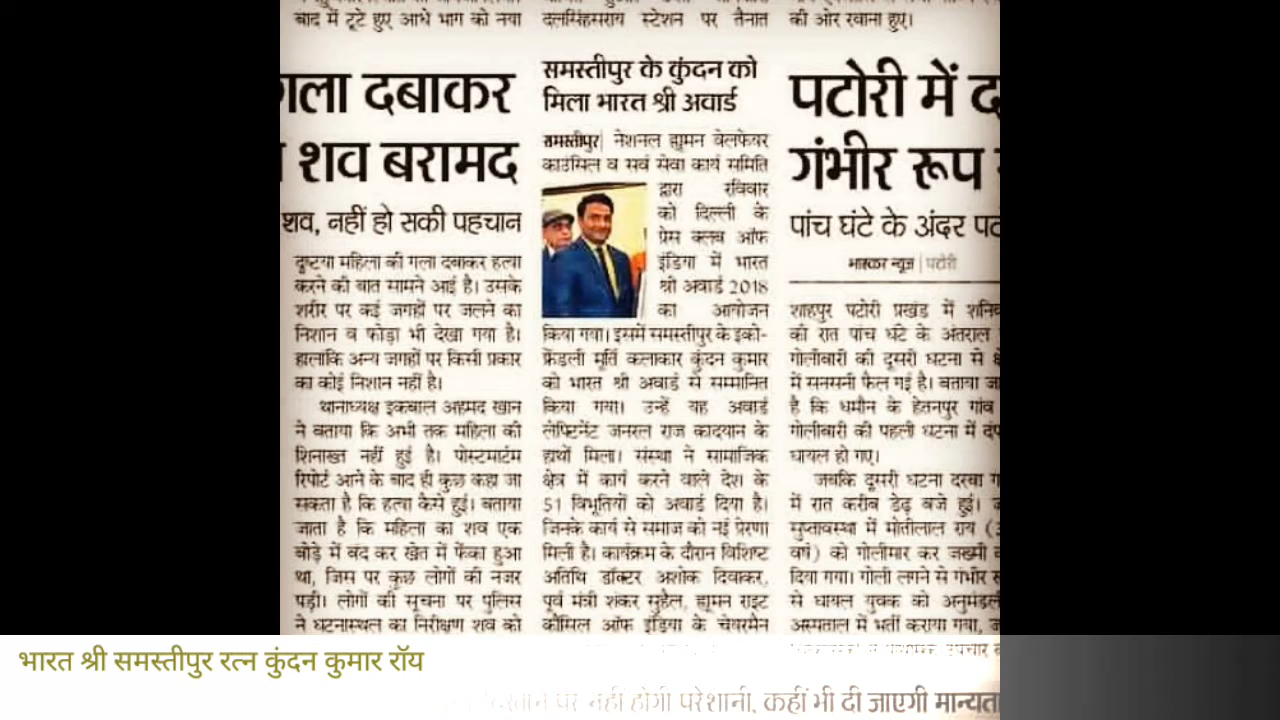 बाद में टूटे हुए आधे भाग को नया
गला दबाकर
शव बरामद
शव, नहीं हो सकी पहचान
दृष्टया महिला की गला दबाकर हत्या
करने की बात सामने आई है। उसके
शरीर पर कई जगहों पर जलने का
निशान व फोड़ा भी देखा गया है।
हालांकि अन्य जगहों पर किसी प्रकार
का कोई निशान नहीं है।
थानाध्यक्ष इकबाल अहमद खान
ने बताया कि अभी तक महिला की
शिनाख्त नहीं हुई है। पोस्टमार्टम
रिपोर्ट आने के बाद ही कुछ कहा जा
सकता है कि हत्या कैसे हुई। बताया
जाता है कि महिला का शव एक
बोड़े में बंद कर खेत में फेंका हुआ
था, जिस पर कुछ लोगों की नजर
पड़ी। लोगों की सूचना पर पुलिस
ने घटनास्थल का निरीक्षण शव को
दलसिंहसराय स्टेशन पर तैनात
समस्तीपुर के कुंदन को
मिला भारत श्री अवार्ड
समस्तीपुर| नेशनल ह्यूमन वेलफेयर
काउंसिल व सर्व सेवा कार्य समिति
द्वारा रविवार
को दिल्ली के
प्रेस क्लब ऑफ
इंडिया में भारत
श्री अवार्ड 2018
का आयोजन
किया गया। इसमें समस्तीपुर के इको-
फ्रेंडली मूर्ति कलाकार कुंदन कुमार
को भारत श्री अवार्ड से सम्मानित
किया गया। उन्हें यह अवार्ड
लेफ्टिनेंट जनरल राज कादयान के
हाथों मिला। संस्था ने सामाजिक
क्षेत्र में कार्य करने वाले देश के
51 विभूतियों को अवार्ड दिया है।
जिनके कार्य से समाज को नई प्रेरणा
मिली है। कार्यक्रम के दौरान विशिष्ट
अतिथि डॉक्टर अशोक दिवाकर,
पूर्व मंत्री शंकर सुहैल, ह्यूमन राइट
कौंसिल ऑफ इंडिया के चेयरमैन
की ओर रवाना हुए।
पटोरी में
गंभीर रूप
पांच घंटे के अंदर
भास्कर न्यूज | पटोरी
शाहपुर पटोरी प्रखंड में
की रात पांच घंटे के अंतराल
गोलीबारी की दूसरी घटना से
में सनसनी फैल गई है। बताया
है कि धमौन के हेतनपुर गांव
गोलीबारी की पहली घटना में
घायल हो गए।
जबकि दूसरी घटना दरबा
में रात करीब डेढ़ बजे हुई।
सुप्तावस्था में मोतीलाल राय
वर्ष) को गोलीमार कर जख्मी
दिया गया। गोली लगने से गंभीर
से घायल युवक को अनुमंडली
अस्पताल में भर्ती कराया गया,
भारत श्री समस्तीपुर रत्न कुंदन कुमार रॉय
पर नही होगी परेशानी, कहीं भी दी जाएगी मान्यता